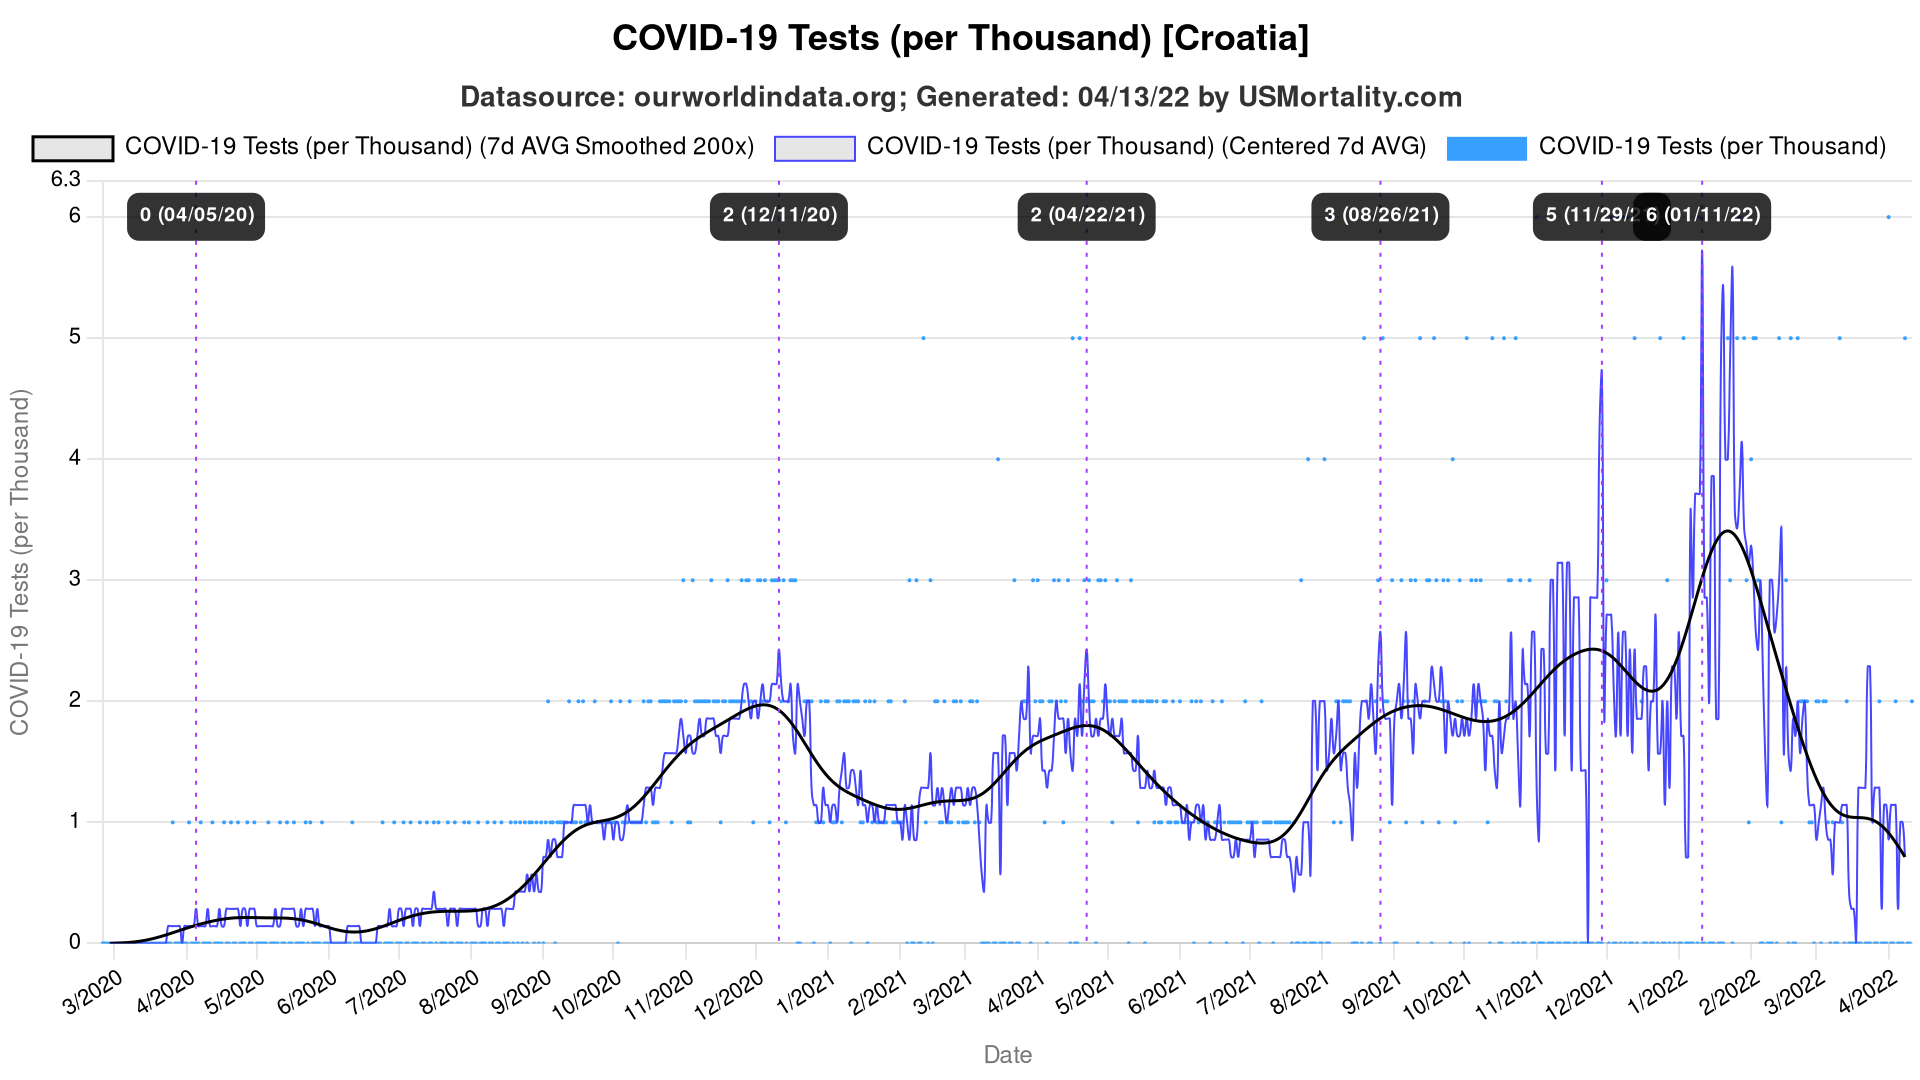 COVID-19 Tests (per Thousand) [Croatia]
Datasource: ourworldindata.org; Generated: 04/13/22 by USMortality.com
COVID-19 Tests (per Thousand) (7d AVG Smoothed 200x) COVID-19 Tests (per Thousand) (Centered 7d AVG) COVID-19 Tests (per Thousand)
6.3
6
5
4
3
2
1
0
0 (04/05/20) 2 (12/11/20) 2 (04/22/21) 3 (08/26/21) 5 (11/29/2 6 (01/11/22)
COVID-19 Tests (per Thousand)
3/2020 4/2020 5/2020 6/2020 7/2020 8/2020 9/2020 10/2020 11/2020 12/2020 1/2021 2/2021 3/2021 4/2021 5/2021 6/2021 7/2021 8/2021 9/2021 10/2021 11/2021 12/2021 1/2022 2/2022 3/2022 4/2022
Date